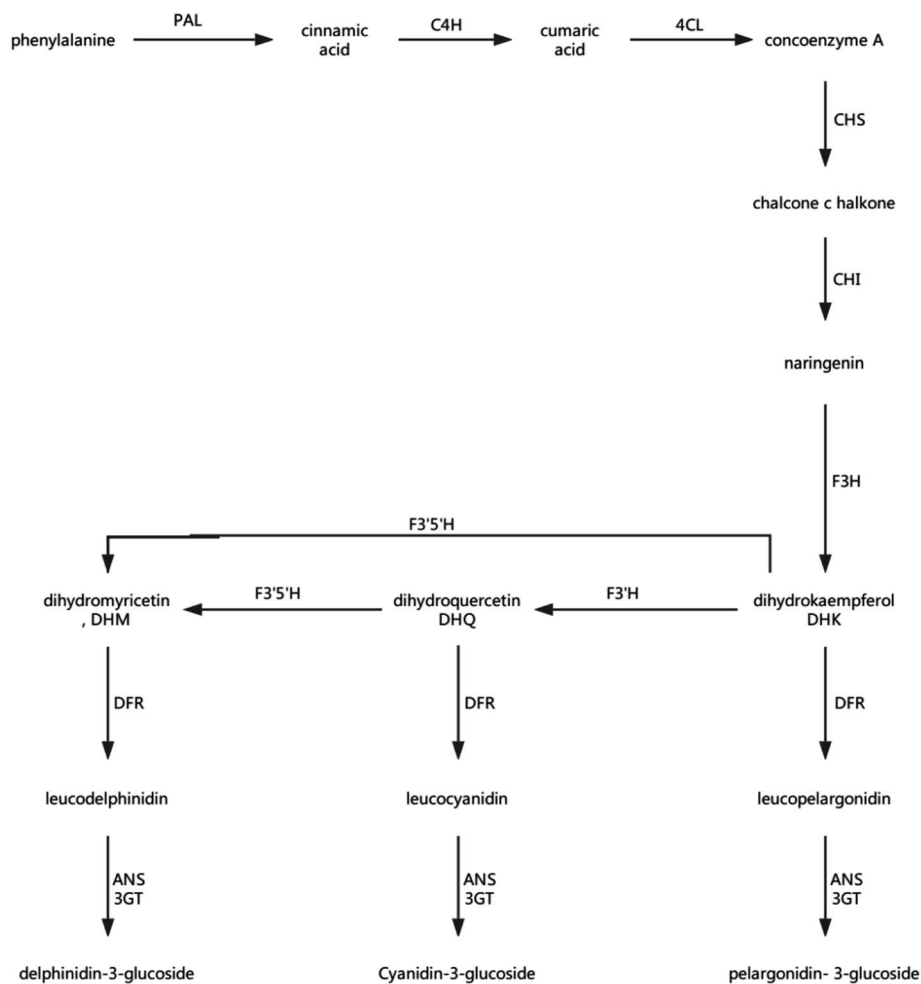 PAL
C4H
4CL
phenylalanine
cinnamic
acid
cumaric
acid
concoenzyme A
CHS
chalcone c halkone
CHI
naringenin
F3H
F3'5'H
F3'5'H
F3'H
dihydromyricetin
, DHM
dihydroquercetin
DHQ
dihydrokaempferol
DHK
DFR
DFR
DFR
leucodelphinidin
leucocyanidin
leucopelargonidin
ANS
3GT
ANS
3GT
ANS
3GT
delphinidin-3-glucoside
Cyanidin-3-glucoside
pelargonidin- 3-glucoside